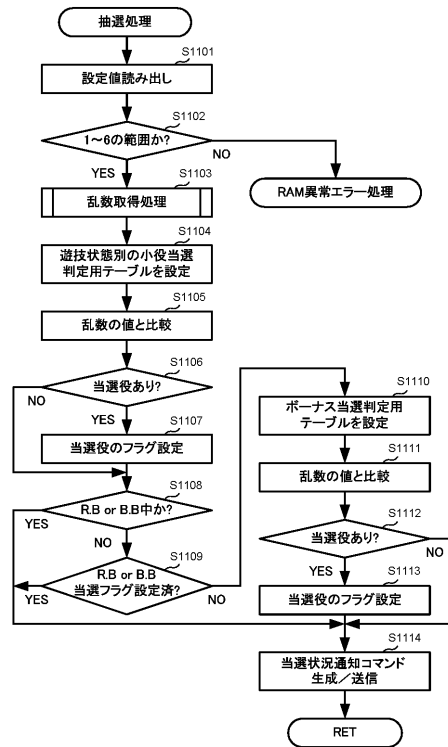 抽選処理
S1101
設定値読み出し
S1102
1～6の範囲か?
NO
YES
RAM異常エラー処理
S1103
乱数取得処理
S1104
遊技状態別の小役当選
判定用テーブルを設定
S1105
乱数の値と比較
S1106
当選役あり?
NO
YES
S1107
当選役のフラグ設定
S1108
R.B or B.B中か?
YES
NO
S1109
R.B or B.B
当選フラグ設定済?
YES
NO
S1110
ボーナス当選判定用
テーブルを設定
S1111
乱数の値と比較
S1112
当選役あり?
YES
NO
S1113
当選役のフラグ設定
S1114
当選状況通知コマンド
生成／送信
RET